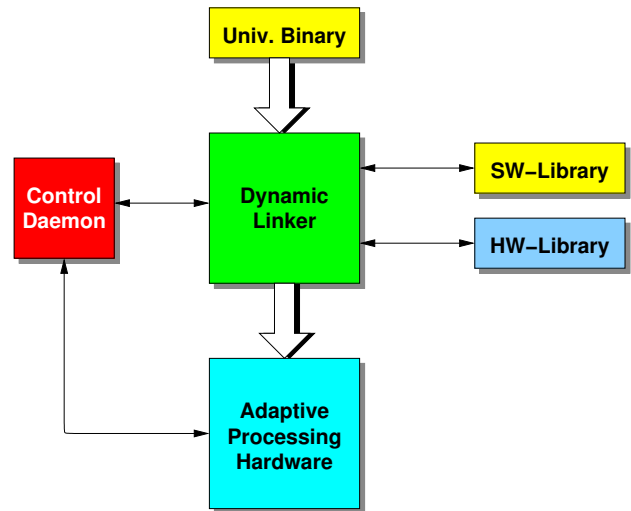 Univ. Binary
Control
Daemon
Dynamic
Linker
SW–Library
HW–Library
Adaptive
Processing
Hardware